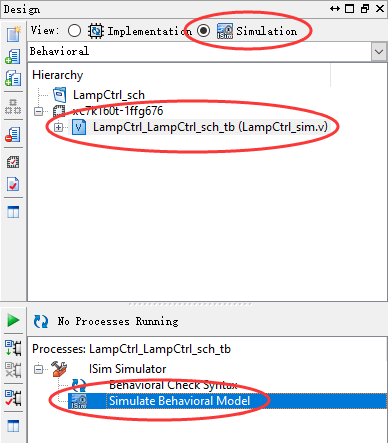 Design
View: Implementation Simulation
Behavioral
Hierarchy
LampCtrl_sch
xc7k160t-1ffg676
V LampCtrl_LampCtrl_sch_tb (LampCtrl_sim.v)
No Processes Running
Processes: LampCtrl_LampCtrl_sch_tb
ISim Simulator
Behavioral Check Syntax
ISim Simulate Behavioral Model